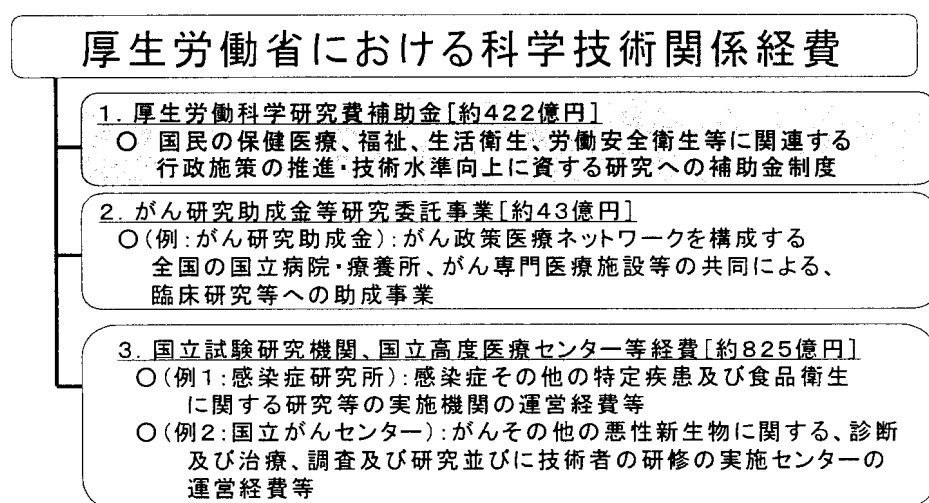 厚生労働省における科学技術関係経費
1. 厚生労働科学研究費補助金[約422億円]
○ 国民の保健医療、福祉、生活衛生、労働安全衛生等に関連する
行政施策の推進・技術水準向上に資する研究への補助金制度
2. がん研究助成金等研究委託事業[約43億円]
○(例:がん研究助成金):がん政策医療ネットワークを構成する
全国の国立病院・療養所、がん専門医療施設等の共同による、
臨床研究等への助成事業
3. 国立試験研究機関、国立高度医療センター等経費[約825億円]
○(例1:感染症研究所):感染症その他の特定疾患及び食品衛生
に関する研究等の実施機関の運営経費等
○(例2:国立がんセンター):がんその他の悪性新生物に関する、診断
及び治療、調査及び研究並びに技術者の研修の実施センターの
運営経費等